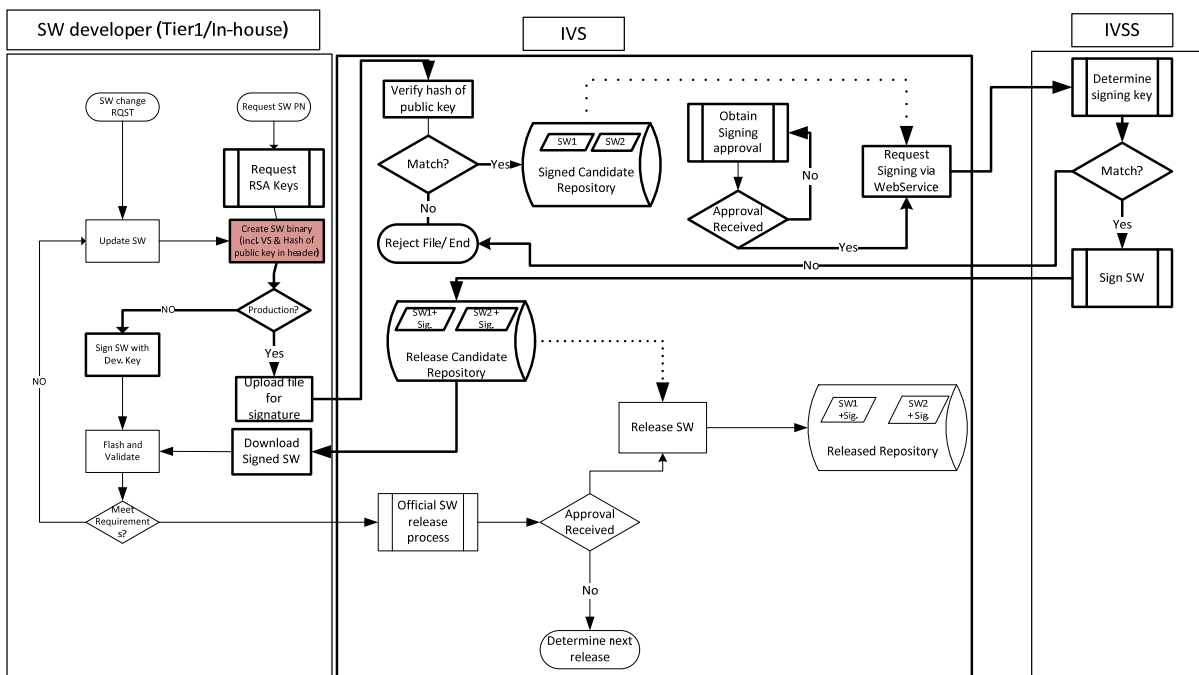 SW developer (Tier1/In-house)
IVS
IVSS
SW change
RQST
Request SW PN
Request
RSA Keys
Update SW
Create SW binary
(incl. VS & Hash of
public key in header)
Production?
NO
Yes
Sign SW with
Dev. Key
Upload file
for
signature
NO
Flash and
Validate
Download
Signed SW
Meet
Requirement
s?
Verify hash of
public key
Match?
Yes
No
Reject File/ End
SW1
SW2
Signed Candidate
Repository
Obtain
Signing
approval
No
Approval
Received
Yes
Request
Signing via
WebService
Determine
signing key
Match?
Yes
No
Sign SW
SW1+
Sig.
SW2 +
Sig.
Release Candidate
Repository
Release SW
SW1
+Sig.
SW2
+ Sig.
Released Repository
Official SW
release
process
Approval
Received
No
Determine next
release